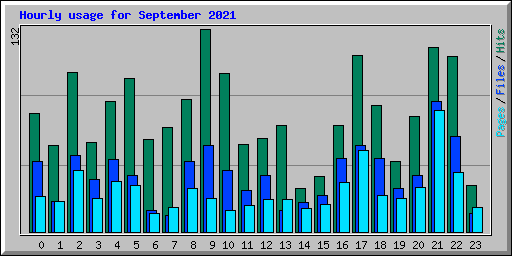 Hourly usage for September 2021
132
Pages/Files/Hits
0 1 2 3 4 5 6 7 8 9 10 11 12 13 14 15 16 17 18 19 20 21 22 23